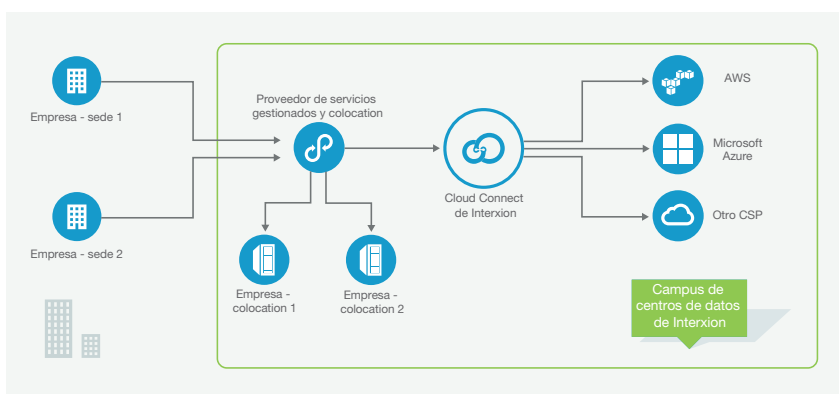 Empresa - sede 1
Empresa - sede 2
Proveedor de servicios
gestionados y colocation
Empresa -
colocation 1
Empresa -
colocation 2
Cloud Connect
de Interxion
AWS
Microsoft
Azure
Otro CSP
Campus de
centros de datos
de Interxion